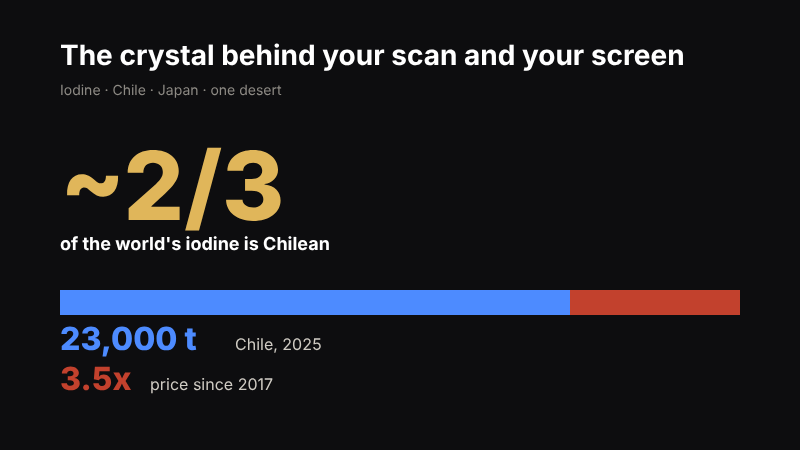 The crystal behind your scan and your screen
Iodine · Chile · Japan · one desert
~2/3
of the world's iodine is Chilean
23,000 t Chile, 2025
3.5x price since 2017